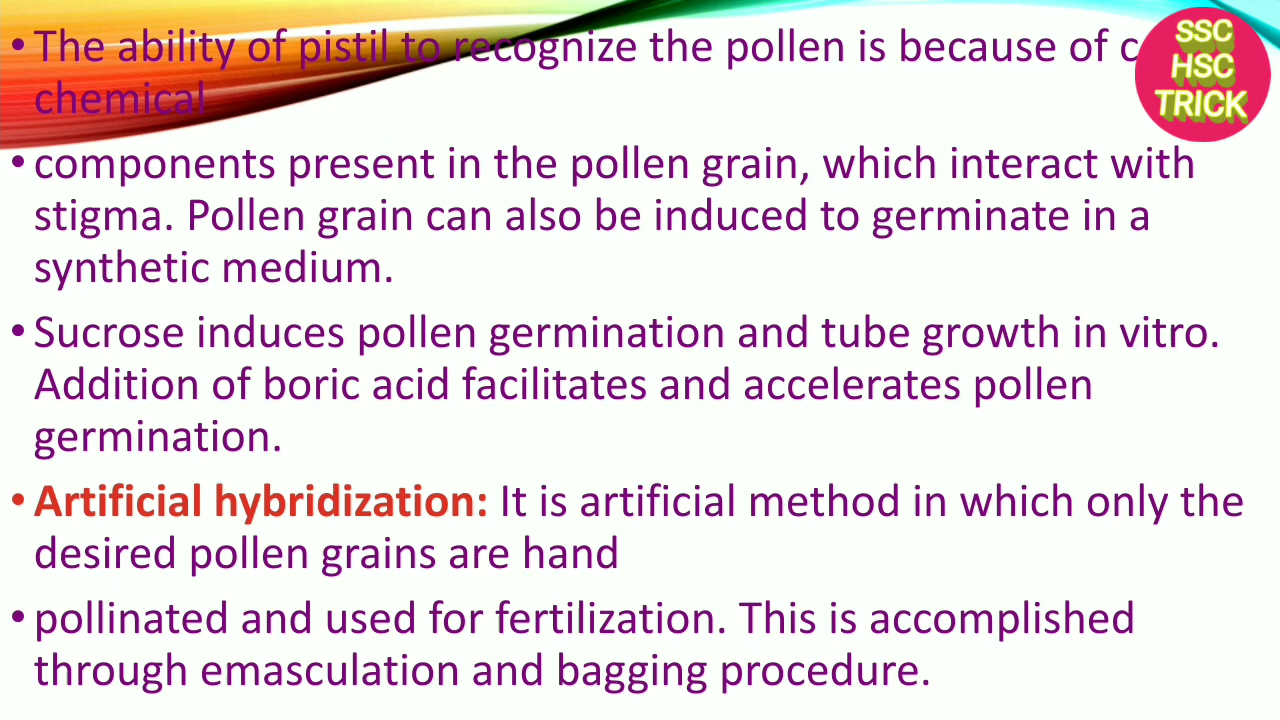 • The ability of pistil to recognize the pollen is because of
chemical
• components present in the pollen grain, which interact with
stigma. Pollen grain can also be induced to germinate in a
synthetic medium.
• Sucrose induces pollen germination and tube growth in vitro.
Addition of boric acid facilitates and accelerates pollen
germination.
• Artificial hybridization: It is artificial method in which only the
desired pollen grains are hand
• pollinated and used for fertilization. This is accomplished
through emasculation and bagging procedure.
SSC
HSC
TRICK